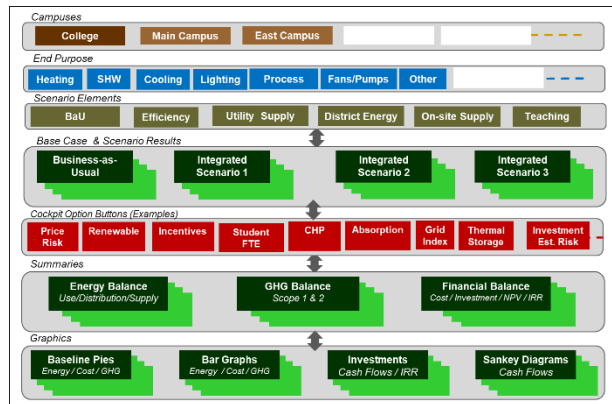 Campuses
College
Main Campus
East Campus
End Purpose
Heating
SHW
Cooling
Lighting
Process
Fans/Pumps
Other
Scenario Elements
BaU
Efficiency
Utility Supply
District Energy
On-site Supply
Teaching
Base Case & Scenario Results
Business-as-
Usual
Integrated
Scenario 1
Integrated
Scenario 2
Integrated
Scenario 3
Cockpit Option Buttons (Examples)
Price
Risk
Renewable
Incentives
Student
FTE
CHP
Absorption
Grid
Index
Thermal
Storage
Investment
Est. Risk
Summaries
Energy Balance
Use/Distribution/Supply
GHG Balance
Scope 1 & 2
Financial Balance
Cost / Investment / NPV / IRR
Graphics
Baseline Pies
Energy / Cost / GHG
Bar Graphs
Energy / Cost / GHG
Investments
Cash Flows / IRR
Sankey Diagrams
Cash Flows